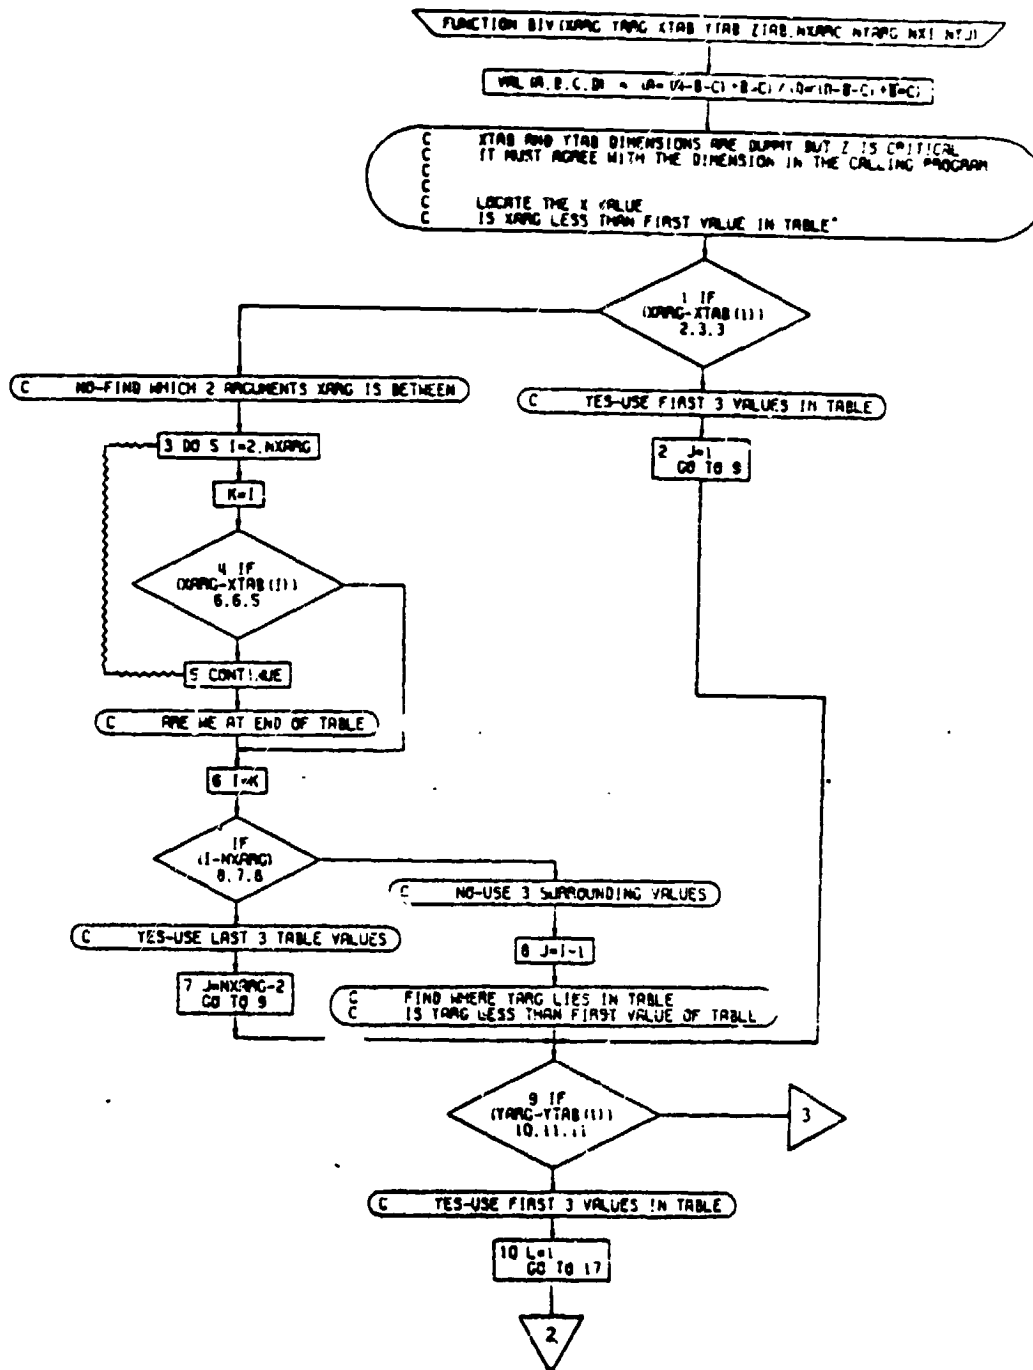 FUNCTION BIV(XARG YARG XTAB YTAB ZTAB,NXARG NYARG NXI NYJ)
VAL (A,B,C,D) =
C XTAB AND YTAB DIMENSIONS ARE DUMMY BUT Z IS CRITICAL
C IT MUST AGREE WITH THE DIMENSION IN THE CALLING PROGRAM
C
C
C LOCATE THE X VALUE
C IS XARG LESS THAN FIRST VALUE IN TABLE
1 IF
(XARG-XTAB(1))
2,3,3
C NO-FIND WHICH 2 ARGUMENTS XARG IS BETWEEN
C YES-USE FIRST 3 VALUES IN TABLE
3 DO 5 I=2,NXARG
2 J=1
GO TO 9
K=I
4 IF
(XARG-XTAB(I))
6,6,5
5 CONTINUE
C ARE WE AT END OF TABLE
6 I=K
IF
(I-NXARG)
8,7,8
C NO-USE 3 SURROUNDING VALUES
C YES-USE LAST 3 TABLE VALUES
8 J=I-1
7 J=NXARG-2
GO TO 9
C FIND WHERE YARG LIES IN TABLE
C IS YARG LESS THAN FIRST VALUE OF TABLE
9 IF
(YARG-YTAB(1))
10,11,11
3
C YES-USE FIRST 3 VALUES IN TABLE
10 L=1
GO TO 17
2